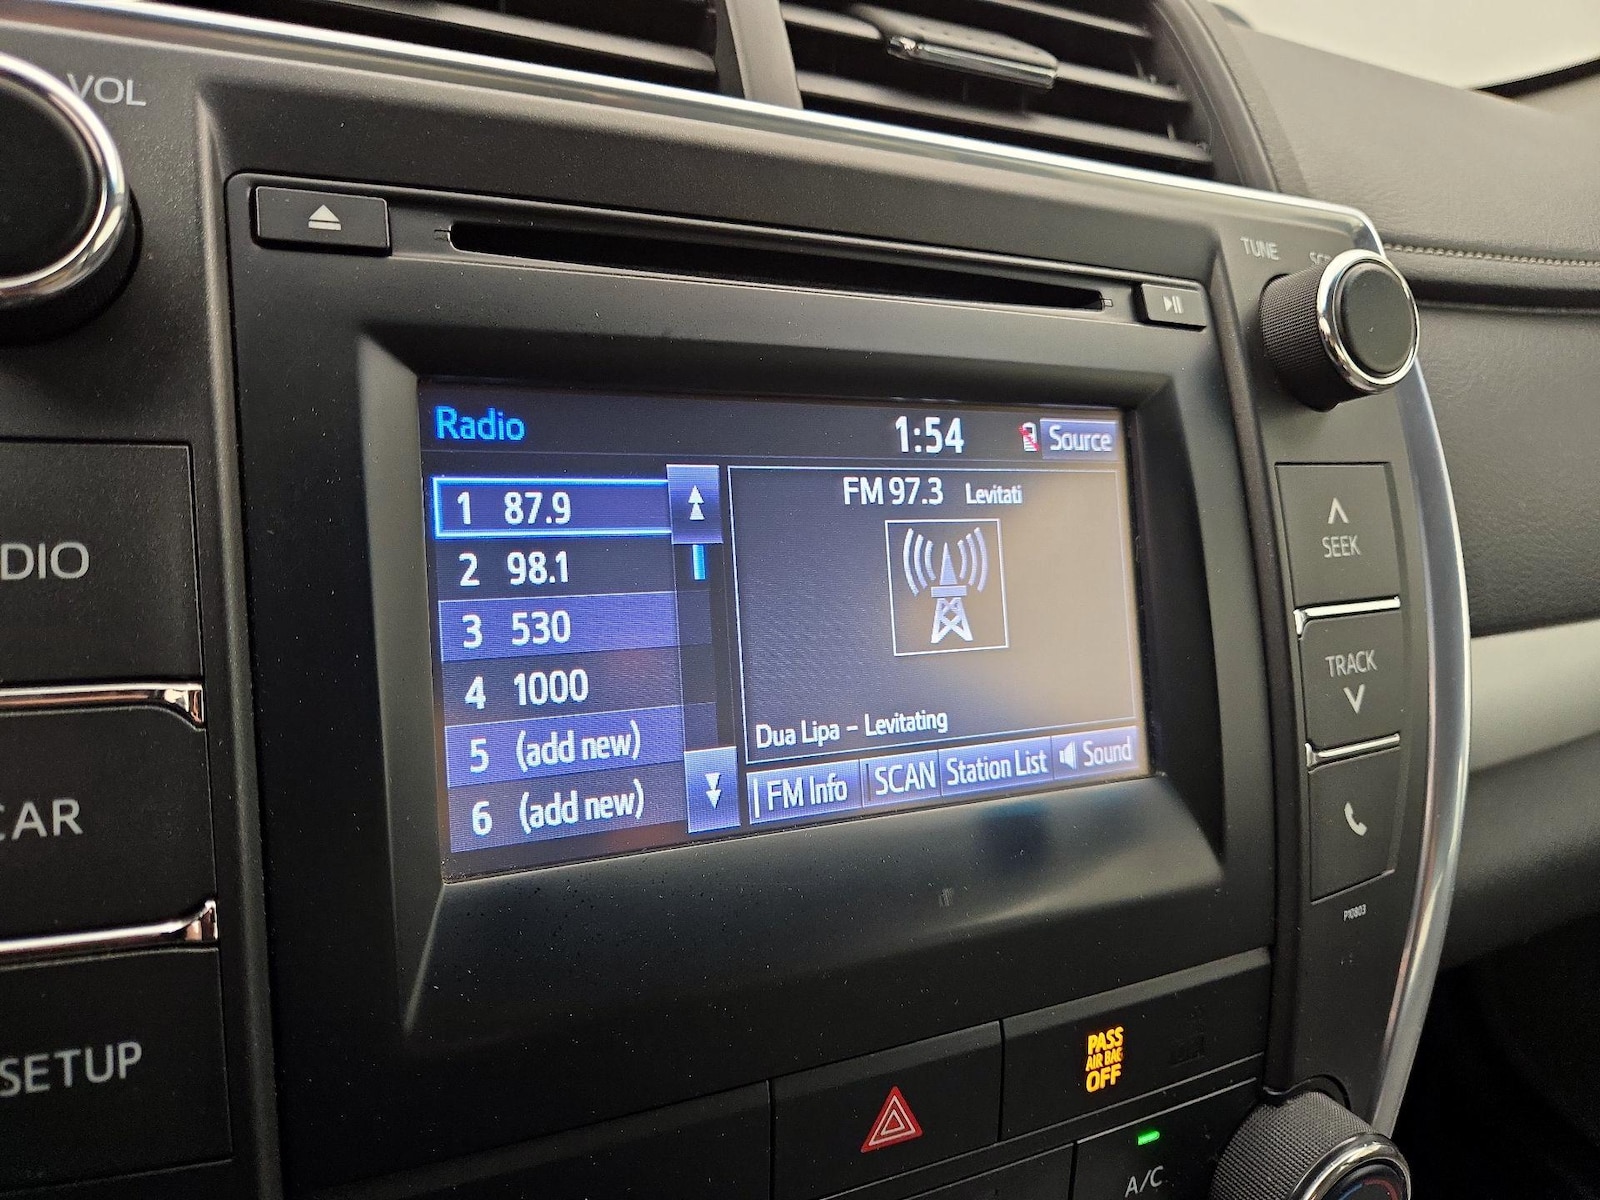 VOL
TUNE
Radio
1:54
Source
1 87.9
2 98.1
3 530
4 1000
5 (add new)
6 (add new)
FM 97.3 Levitati
Dua Lipa - Levitating
FM Info
SCAN
Station List
Sound
DIO
CAR
SETUP
SEEK
TRACK
P10803
PASS
AIR BAG
OFF
A/C